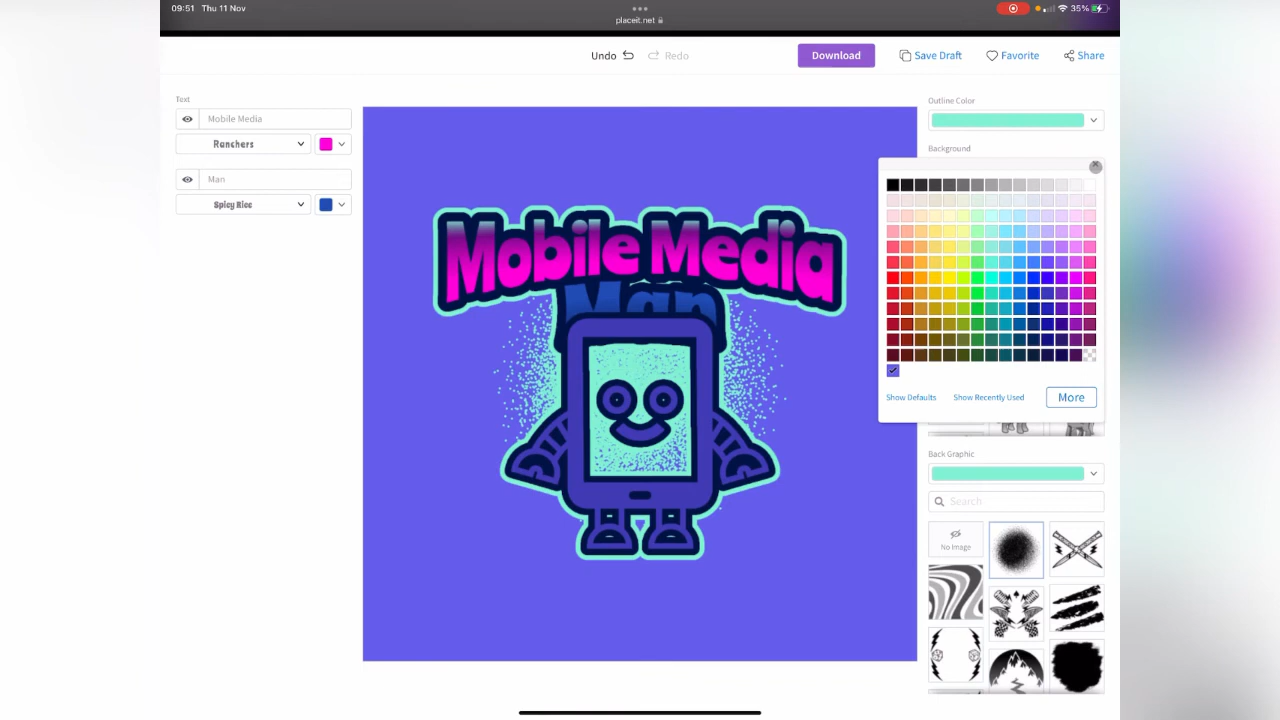 09:51 Thu 11 Nov
placeit.net
35%
Undo
Redo
Download
Save Draft
Favorite
Share
Text
Mobile Media
Ranchers
Man
Spicy Rice
Mobile Media
Man
Outline Color
Background
Show Defaults
Show Recently Used
More
Back Graphic
Search
No Image